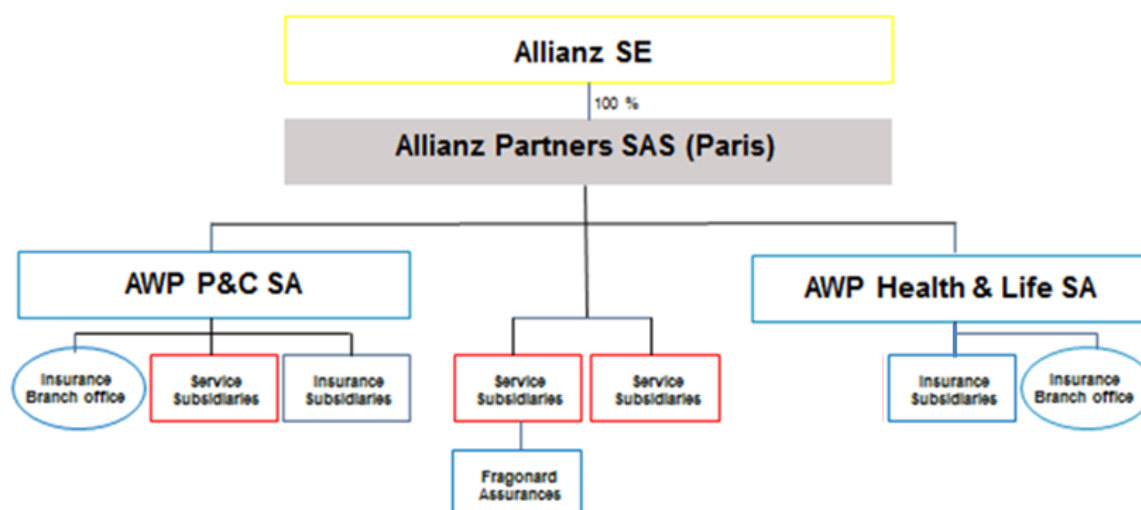 Allianz SE
100 %
Allianz Partners SAS (Paris)
AWP P&C SA
AWP Health & Life SA
Insurance
Branch office
Service
Subsidiaries
Insurance
Subsidiaries
Service
Subsidiaries
Service
Subsidiaries
Insurance
Subsidiaries
Insurance
Branch office
Fragonard
Assurances